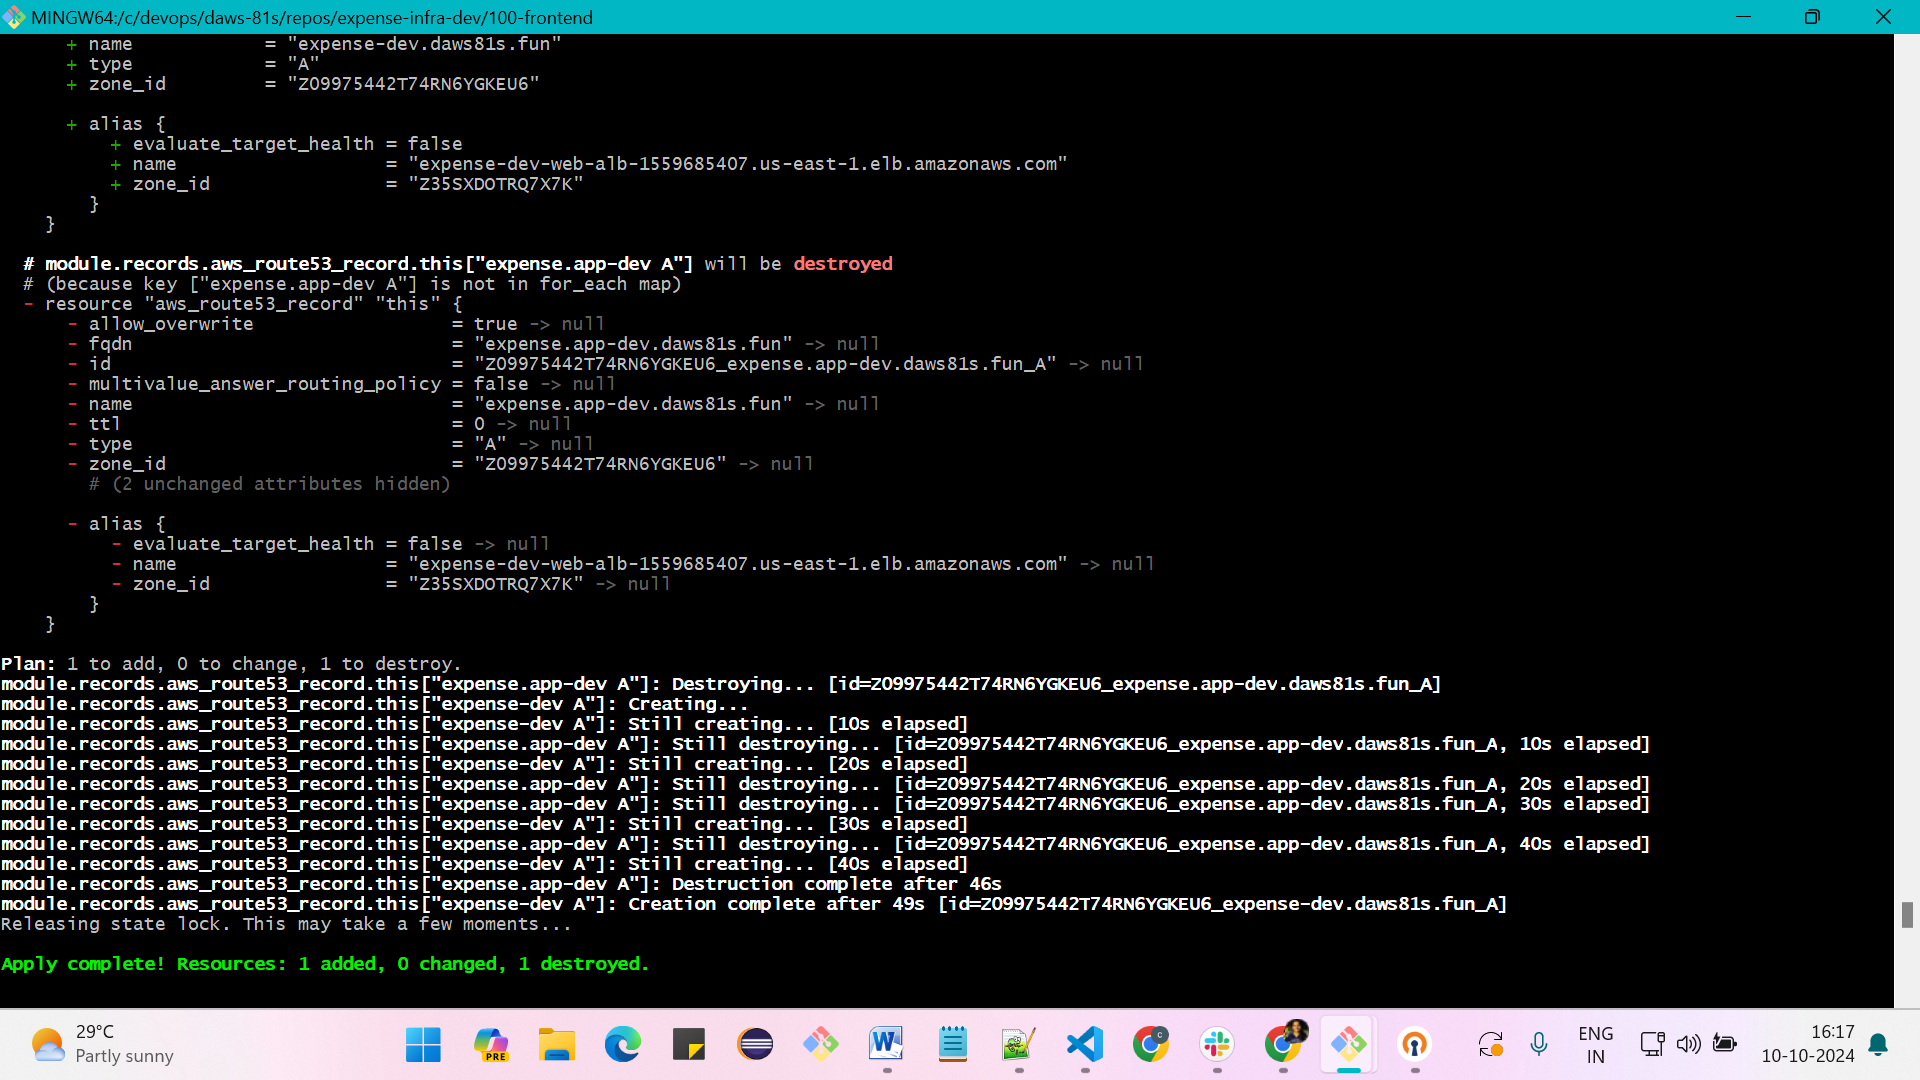 MINGW64:/c/devops/daws-81s/repos/expense-infra-dev/100-frontend
+ name            = "expense-dev.daws81s.fun"
+ type            = "A"
+ zone_id         = "Z09975442T74RN6YGKEU6"
+ alias {
+ evaluate_target_health = false
+ name                   = "expense-dev-web-alb-1559685407.us-east-1.elb.amazonaws.com"
+ zone_id                = "Z35SXDOTRQ7X7K"
}
}
# module.records.aws_route53_record.this["expense.app-dev A"] will be destroyed
# (because key ["expense.app-dev A"] is not in for_each map)
- resource "aws_route53_record" "this" {
- allow_overwrite                  = true -> null
- fqdn                             = "expense.app-dev.daws81s.fun" -> null
- id                               = "Z09975442T74RN6YGKEU6_expense.app-dev.daws81s.fun_A" -> null
- multivalue_answer_routing_policy = false -> null
- name                             = "expense.app-dev.daws81s.fun" -> null
- ttl                              = 0 -> null
- type                             = "A" -> null
- zone_id                          = "Z09975442T74RN6YGKEU6" -> null
# (2 unchanged attributes hidden)
- alias {
- evaluate_target_health = false -> null
- name                   = "expense-dev-web-alb-1559685407.us-east-1.elb.amazonaws.com" -> null
- zone_id                = "Z35SXDOTRQ7X7K" -> null
}
}
Plan: 1 to add, 0 to change, 1 to destroy.
module.records.aws_route53_record.this["expense.app-dev A"]: Destroying... [id=Z09975442T74RN6YGKEU6_expense.app-dev.daws81s.fun_A]
module.records.aws_route53_record.this["expense-dev A"]: Creating...
module.records.aws_route53_record.this["expense-dev A"]: Still creating... [10s elapsed]
module.records.aws_route53_record.this["expense.app-dev A"]: Still destroying... [id=Z09975442T74RN6YGKEU6_expense.app-dev.daws81s.fun_A, 10s elapsed]
module.records.aws_route53_record.this["expense-dev A"]: Still creating... [20s elapsed]
module.records.aws_route53_record.this["expense.app-dev A"]: Still destroying... [id=Z09975442T74RN6YGKEU6_expense.app-dev.daws81s.fun_A, 20s elapsed]
module.records.aws_route53_record.this["expense.app-dev A"]: Still destroying... [id=Z09975442T74RN6YGKEU6_expense.app-dev.daws81s.fun_A, 30s elapsed]
module.records.aws_route53_record.this["expense-dev A"]: Still creating... [30s elapsed]
module.records.aws_route53_record.this["expense.app-dev A"]: Still destroying... [id=Z09975442T74RN6YGKEU6_expense.app-dev.daws81s.fun_A, 40s elapsed]
module.records.aws_route53_record.this["expense-dev A"]: Still creating... [40s elapsed]
module.records.aws_route53_record.this["expense.app-dev A"]: Destruction complete after 46s
module.records.aws_route53_record.this["expense-dev A"]: Creation complete after 49s [id=Z09975442T74RN6YGKEU6_expense-dev.daws81s.fun_A]
Releasing state lock. This may take a few moments...
Apply complete! Resources: 1 added, 0 changed, 1 destroyed.
29°C
Partly sunny
PRE
C
ENG
IN
16:17
10-10-2024